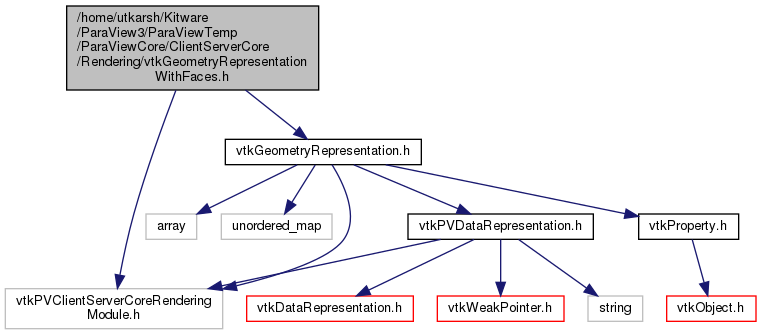 /home/utkarsh/Kitware
/ParaView3/ParaViewTemp
/ParaViewCore/ClientServerCore
/Rendering/vtkGeometryRepresentation
WithFaces.h
vtkGeometryRepresentation.h
array
unordered_map
vtkPVDataRepresentation.h
vtkProperty.h
vtkPVClientServerCoreRendering
Module.h
vtkDataRepresentation.h
vtkWeakPointer.h
string
vtkObject.h